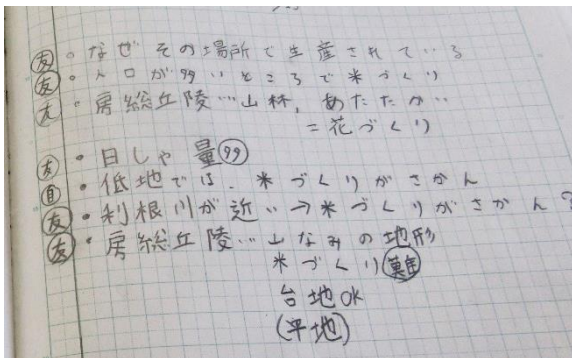 友・なぜその場所で生産されている
友・人口が多いところで米づくり
友・房総丘陵…山林,あたたか…
=花づくり
友・日しゃ量多
自・低地では、米づくりがさかん
友・利根川が近い→米づくりがさかん?
友・房総丘陵…山なみの地形
米づくり難
台地OK
(平地)